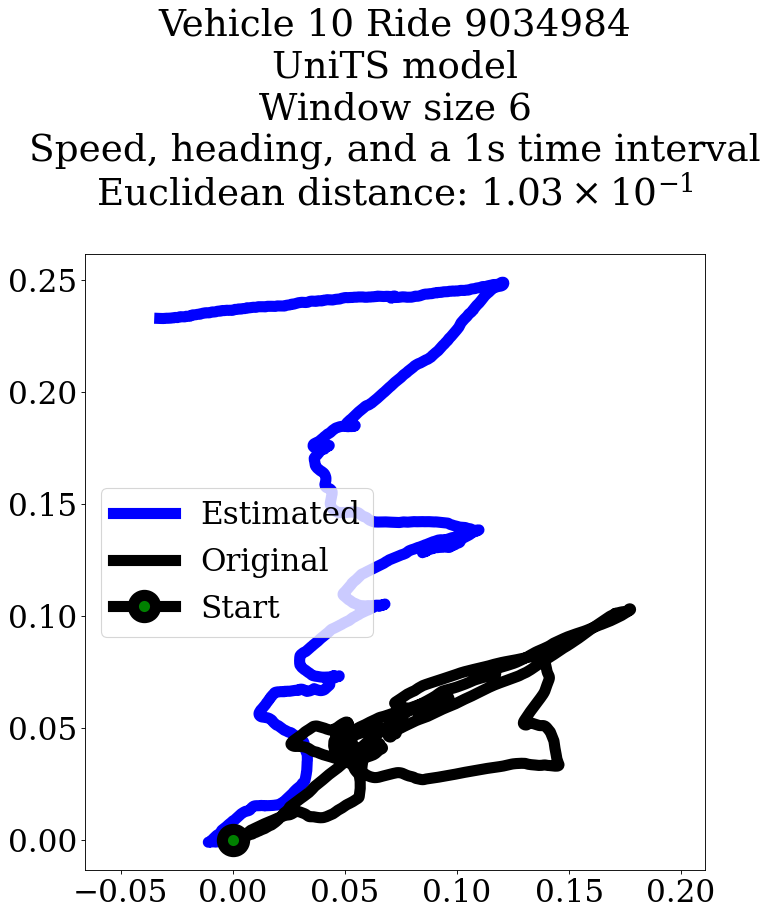 Vehicle 10 Ride 9034984
UniTS model
Window size 6
Speed, heading, and a 1s time interval
Euclidean distance: 1.03 × 10⁻¹
0.25
0.20
0.15
0.10
0.05
0.00
Estimated
Original
Start
−0.05 0.00 0.05 0.10 0.15 0.20